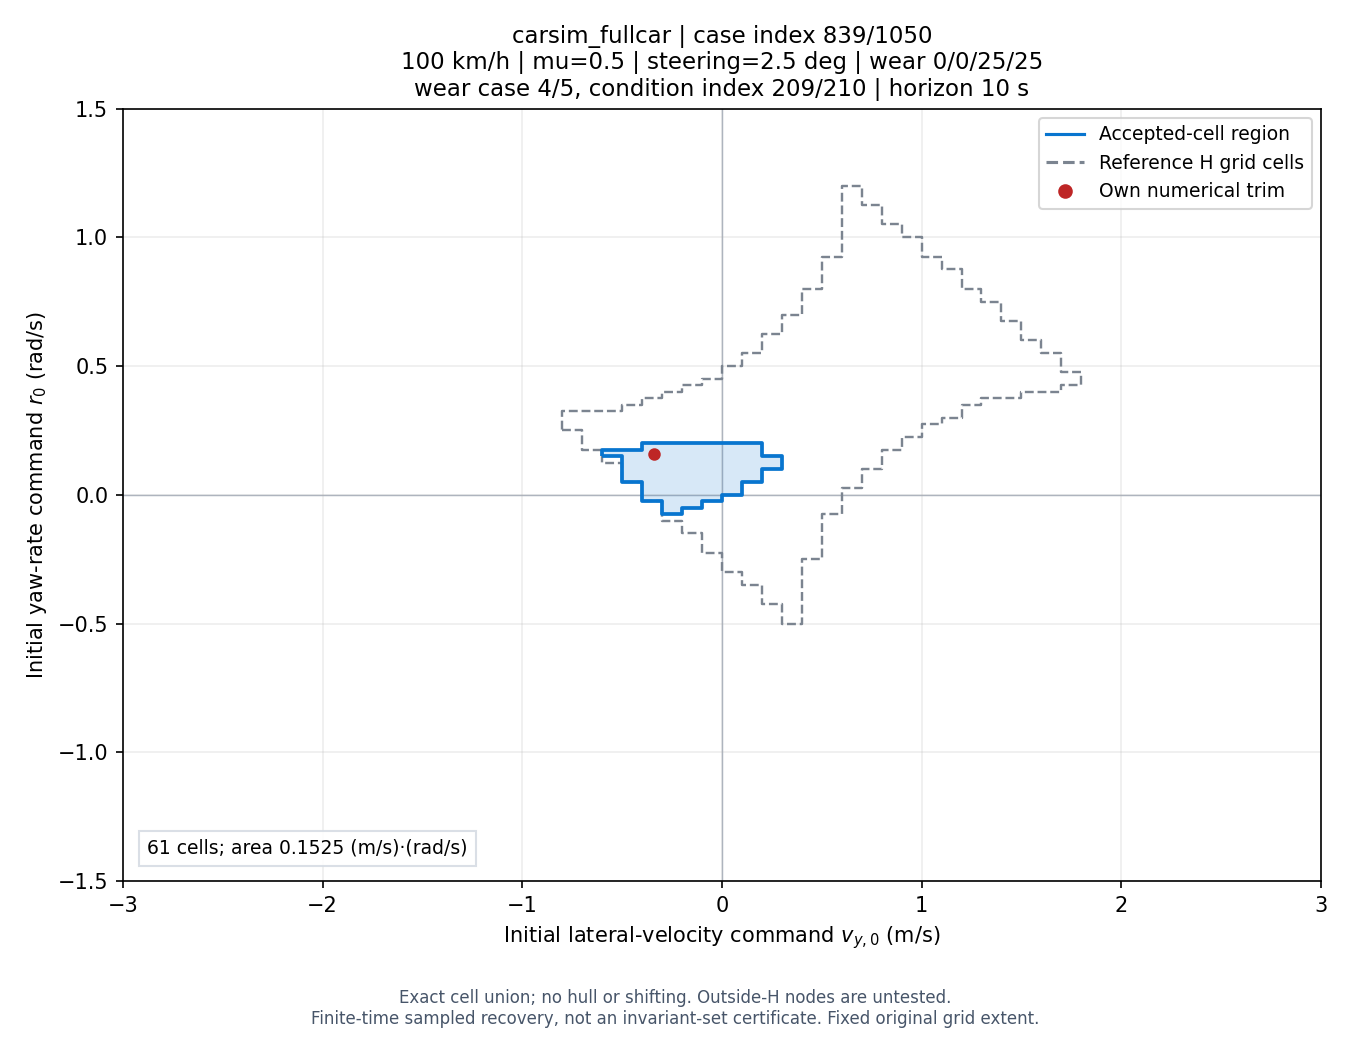 carsim_fullcar | case index 839/1050
100 km/h | mu=0.5 | steering=2.5 deg | wear 0/0/25/25
wear case 4/5, condition index 209/210 | horizon 10 s
Accepted-cell region
Reference H grid cells
Own numerical trim
1.5
1.0
0.5
0.0
−0.5
−1.0
−1.5
Initial yaw-rate command r0 (rad/s)
61 cells; area 0.1525 (m/s)·(rad/s)
−3
−2
−1
0
1
2
3
Initial lateral-velocity command vy,0 (m/s)
Exact cell union; no hull or shifting. Outside-H nodes are untested.
Finite-time sampled recovery, not an invariant-set certificate. Fixed original grid extent.